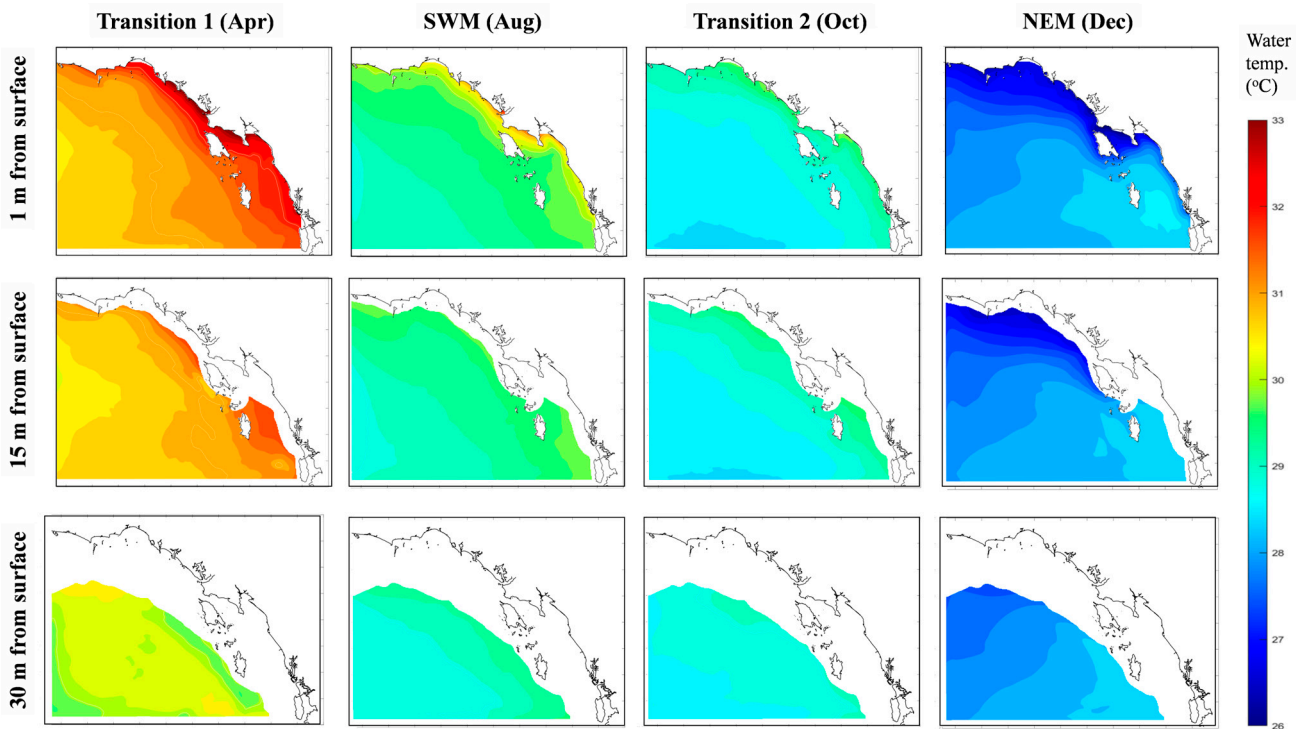 Transition 1 (Apr)
SWM (Aug)
Transition 2 (Oct)
NEM (Dec)
Water
temp.
(°C)
1 m from surface
15 m from surface
30 m from surface
33
32
31
30
29
28
27
26